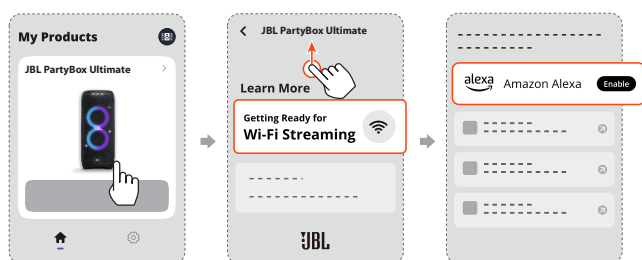 My Products
JBL PartyBox Ultimate
JBL PartyBox Ultimate
Learn More
Getting Ready for
Wi-Fi Streaming
JBL
alexa Amazon Alexa Enable